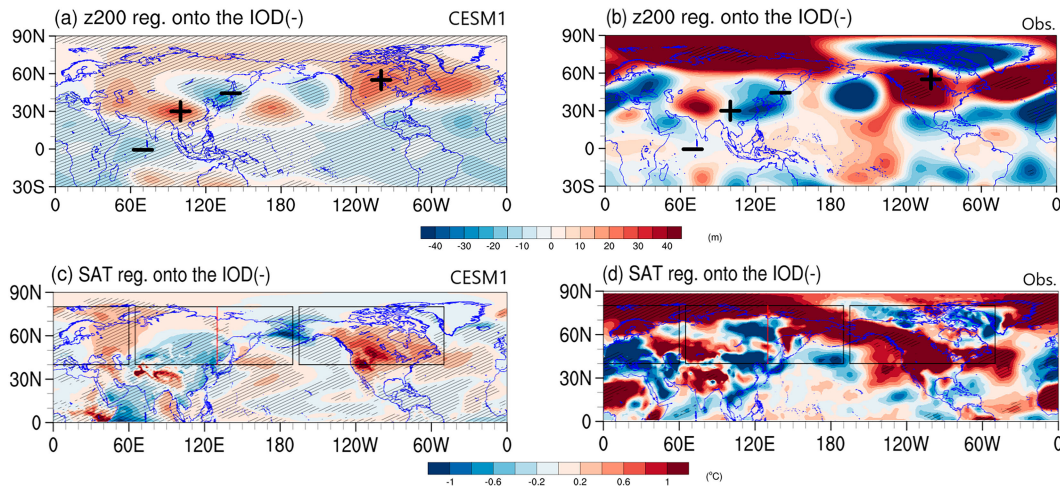 (a) z200 reg. onto the IOD(-) CESM1
90N
60N
30N
0
30S
0 60E 120E 180 120W 60W 0
(b) z200 reg. onto the IOD(-) Obs.
90N
60N
30N
0
30S
0 60E 120E 180 120W 60W 0
-40 -30 -20 -10 0 10 20 30 40 (m)
(c) SAT reg. onto the IOD(-) CESM1
90N
60N
30N
0
0 60E 120E 180 120W 60W 0
(d) SAT reg. onto the IOD(-) Obs.
90N
60N
30N
0
0 60E 120E 180 120W 60W 0
-1 -0.6 -0.2 0.2 0.6 1 (°C)